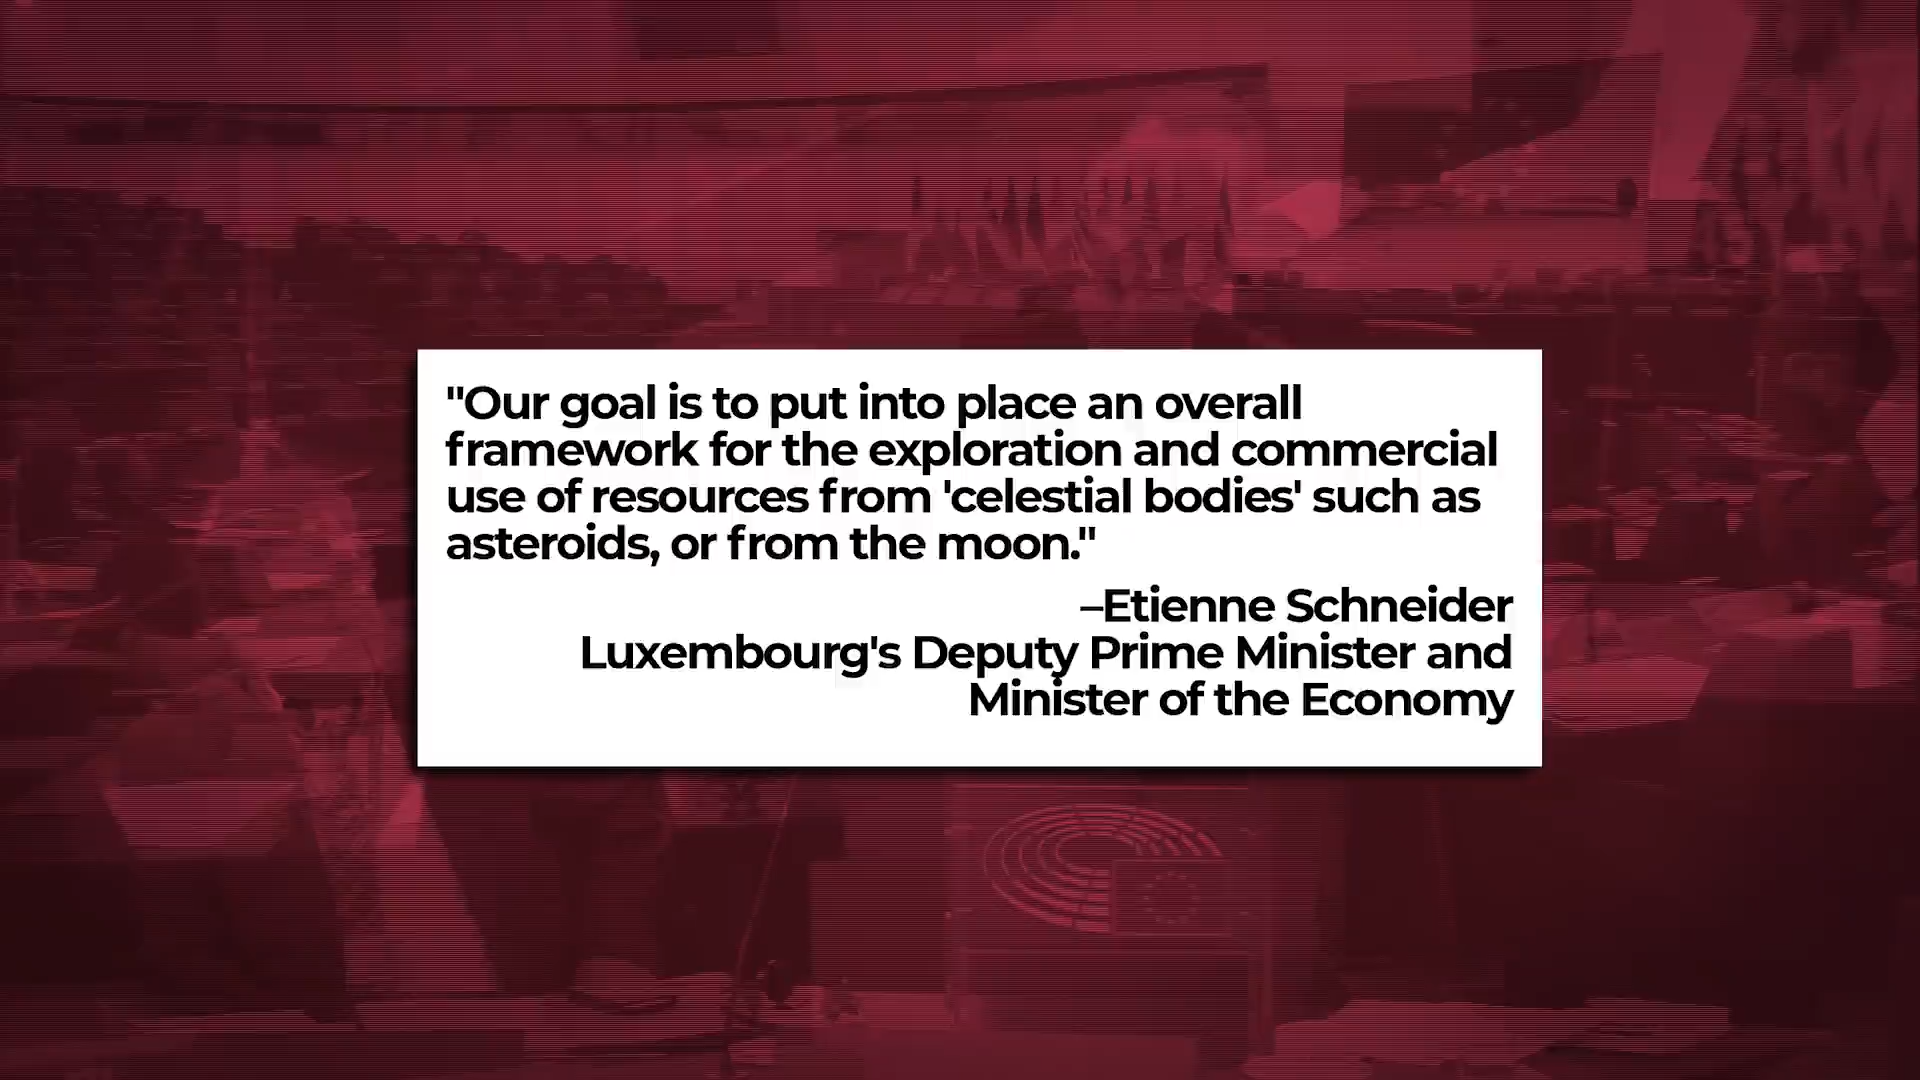 "Our goal is to put into place an overall
framework for the exploration and commercial
use of resources from 'celestial bodies' such as
asteroids, or from the moon."
–Etienne Schneider
Luxembourg's Deputy Prime Minister and
Minister of the Economy